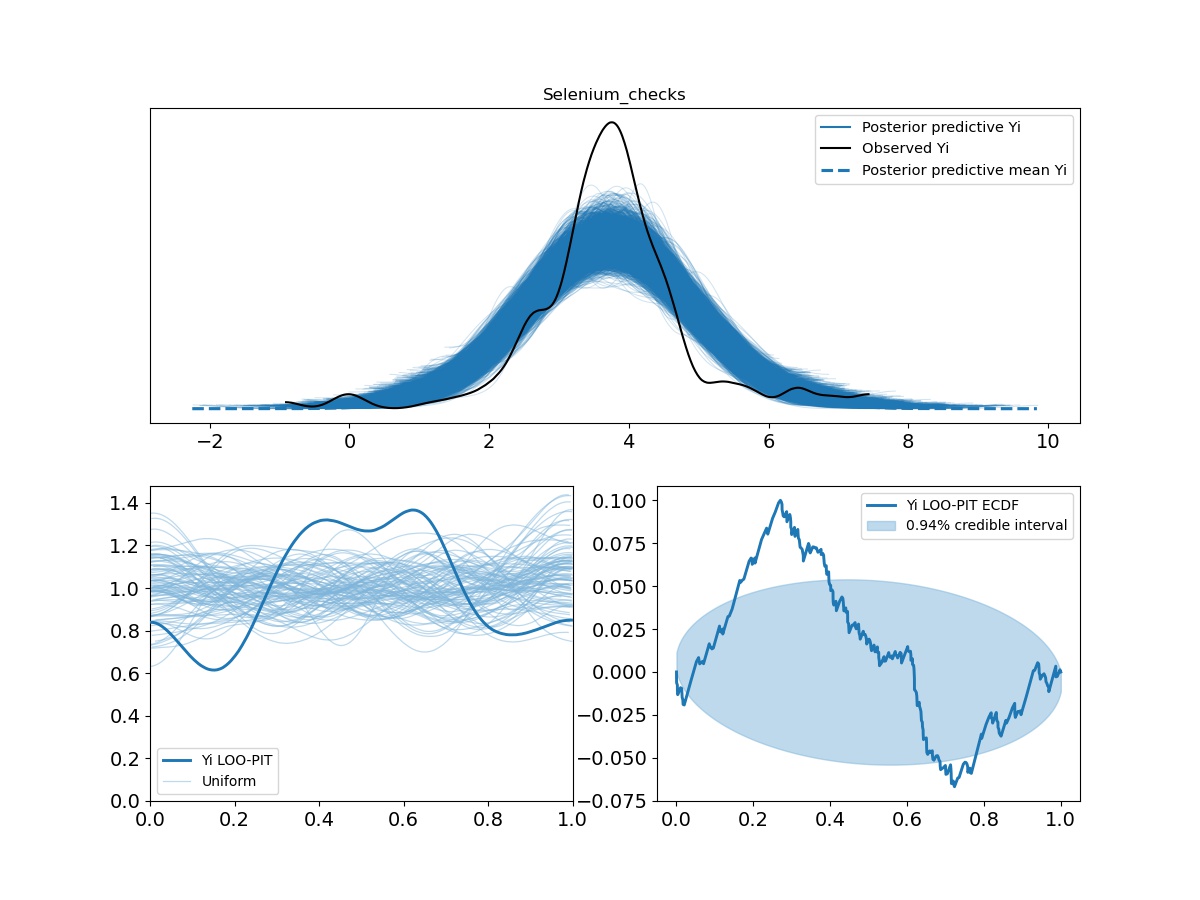 Selenium_checks
Posterior predictive Yi
Observed Yi
Posterior predictive mean Yi
−2 0 2 4 6 8 10
1.4
1.2
1.0
0.8
0.6
0.4
0.2
0.0
Yi LOO-PIT
Uniform
0.0 0.2 0.4 0.6 0.8 1.0
0.100
0.075
0.050
0.025
0.000
−0.025
−0.050
−0.075
Yi LOO-PIT ECDF
0.94% credible interval
0.0 0.2 0.4 0.6 0.8 1.0